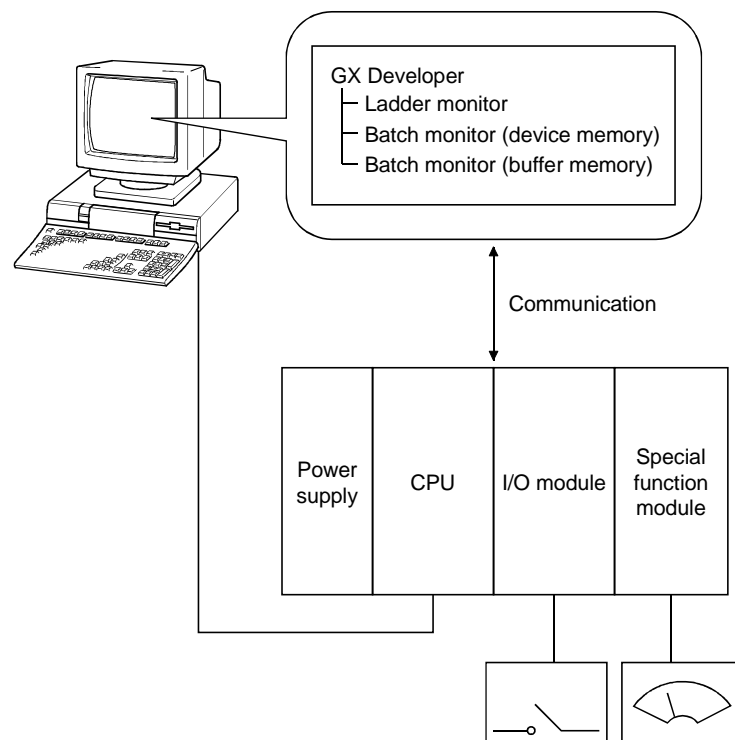 GX Developer
Ladder monitor
Batch monitor (device memory)
Batch monitor (buffer memory)
Communication
Power
supply
CPU
I/O module
Special
function
module